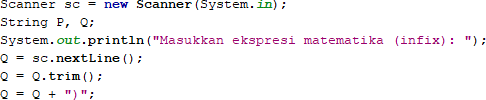 Scanner sc = new Scanner(System.in);
String P, Q;
System.out.println("Masukkan ekspresi matematika (infix): ");
Q = sc.nextLine();
Q = Q.trim();
Q = Q + ")";